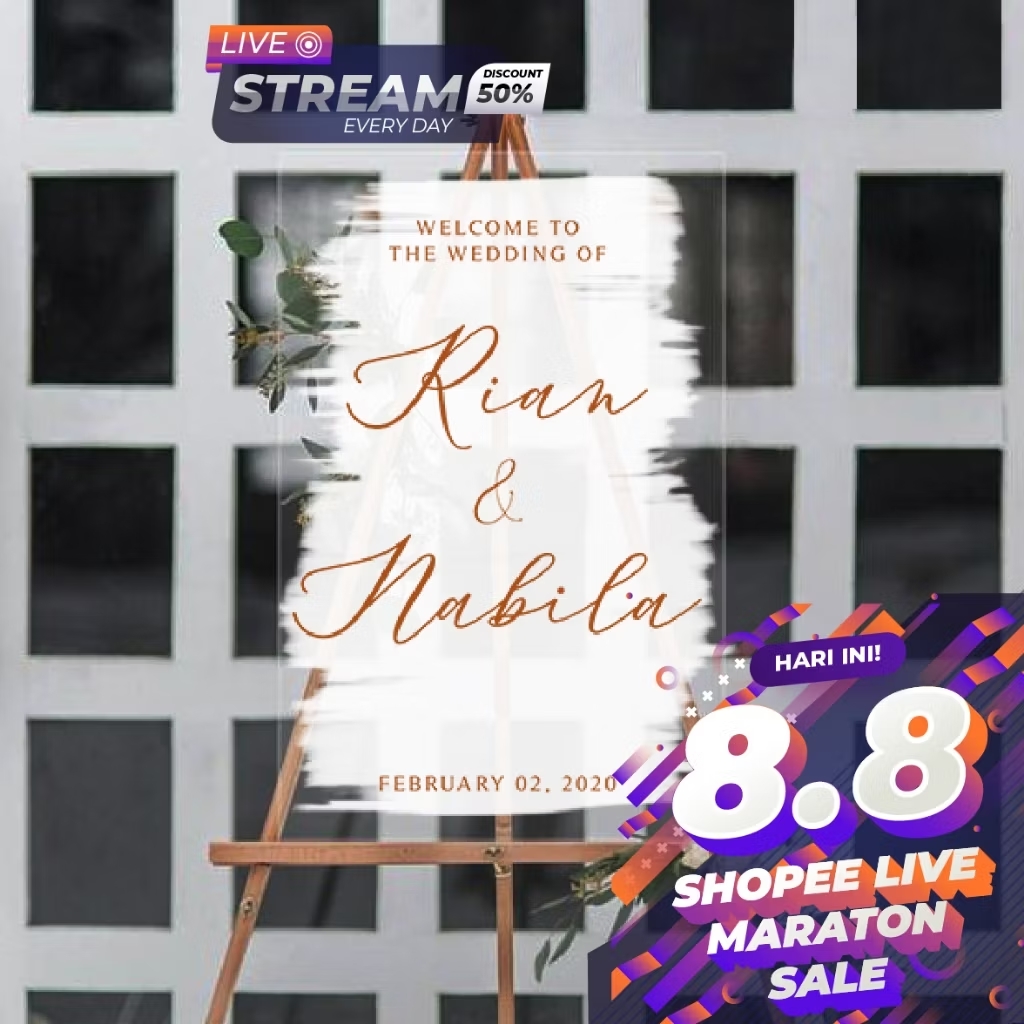 LIVE
STREAM
EVERY DAY
DISCOUNT
50%
WELCOME TO
THE WEDDING OF
Rian
&
Nabila
FEBRUARY 02, 2020
HARI INI!
8.8
SHOPEE LIVE
MARATON
SALE